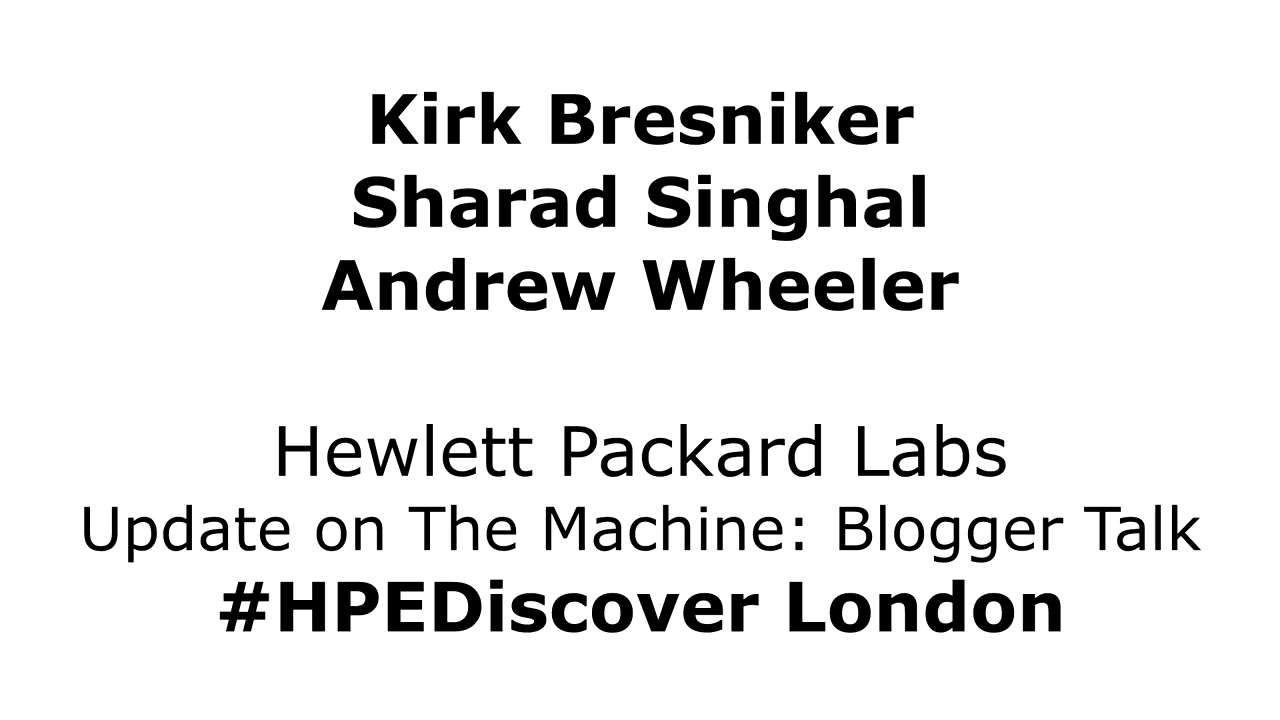 Kirk Bresniker
Sharad Singhal
Andrew Wheeler
Hewlett Packard Labs
Update on The Machine: Blogger Talk
#HPEDiscover London